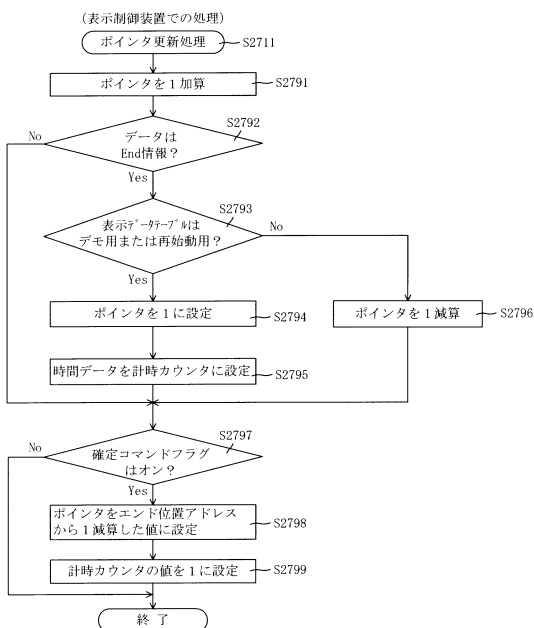 (表示制御装置での処理)
ポインタ更新処理
S2711
ポインタを1加算
S2791
S2792
No
データは
End情報？
Yes
S2793
表示ﾃﾞｰﾀﾃｰﾌﾞﾙは
デモ用または再始動用？
No
Yes
ポインタを1に設定
S2794
ポインタを1減算
S2796
時間データを計時カウンタに設定
S2795
S2797
No
確定コマンドフラグ
はオン？
Yes
ポインタをエンド位置アドレス
から1減算した値に設定
S2798
計時カウンタの値を1に設定
S2799
終了